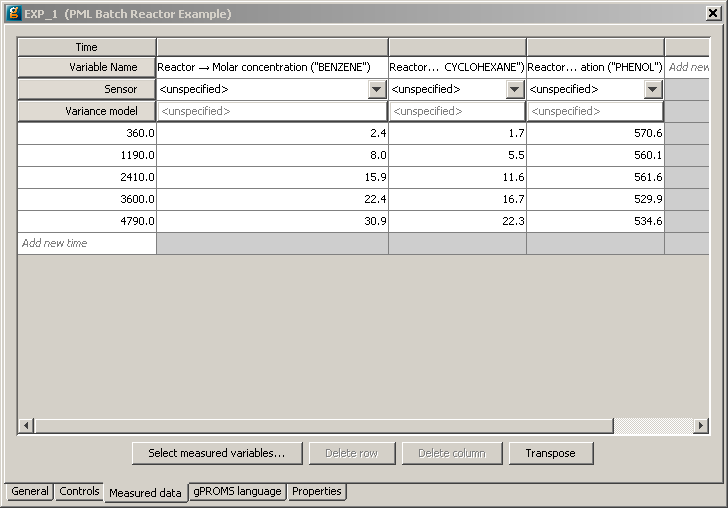 EXP_1 (PML Batch Reactor Example)
Time
Variable Name Reactor → Molar concentration ("BENZENE") Reactor... CYCLOHEXANE") Reactor... ation ("PHENOL") Add new
Sensor <unspecified> <unspecified> <unspecified>
Variance model <unspecified> <unspecified> <unspecified>
360.0 2.4 1.7 570.6
1190.0 8.0 5.5 560.1
2410.0 15.9 11.6 561.6
3600.0 22.4 16.7 529.9
4790.0 30.9 22.3 534.6
Add new time
Select measured variables... Delete row Delete column Transpose
General Controls Measured data gPROMS language Properties